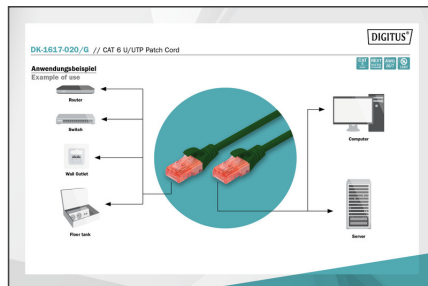 DIGITUS®
DK-1617-020/G // CAT 6 U/UTP Patch Cord
Anwendungsbeispiel
Example of use
Router
Switch
Wall Outlet
Floor tank
Computer
Server